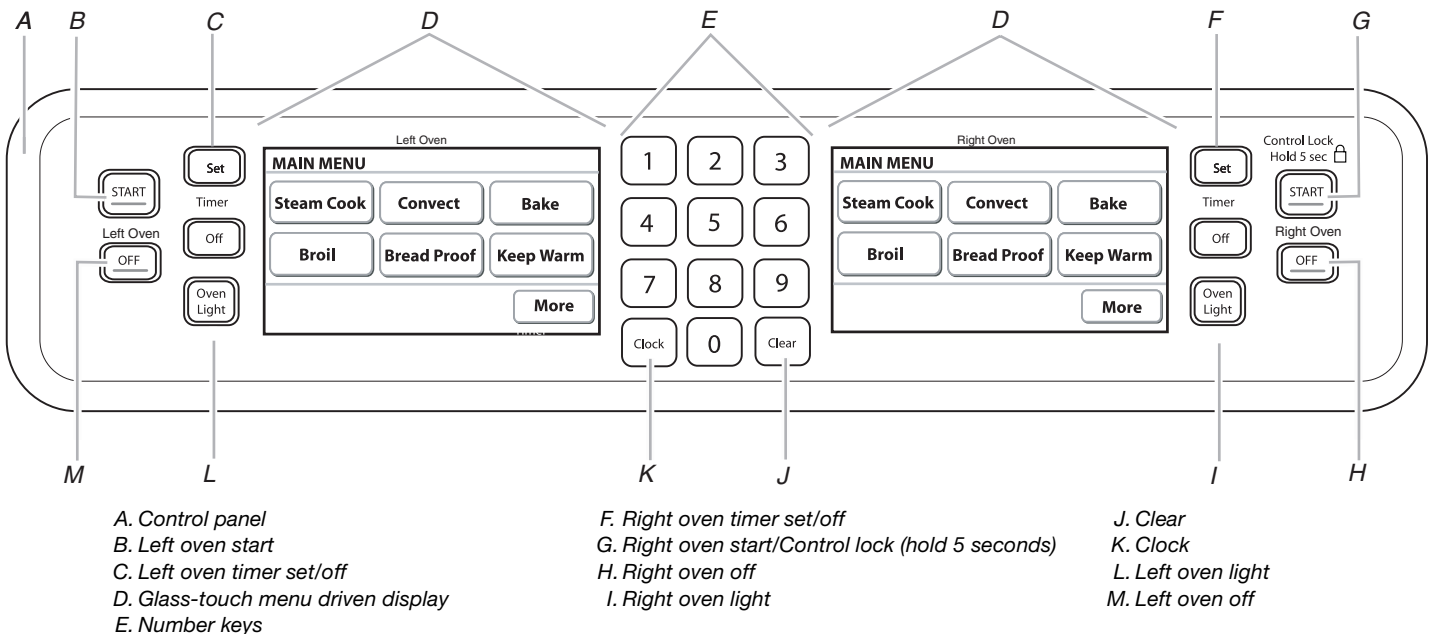 A B C D E D F G
Left Oven
Right Oven
Control Lock
Hold 5 sec
Set
MAIN MENU
1 2 3
MAIN MENU
Set
START
Timer
Steam Cook Convect Bake
4 5 6
Steam Cook Convect Bake
Timer
START
Left Oven
Off
Off
Right Oven
OFF
Broil Bread Proof Keep Warm
7 8 9
Broil Bread Proof Keep Warm
OFF
Oven
Light
More
More
Oven
Light
Timer
Clock 0 Clear
M L K J I H
A. Control panel
B. Left oven start
C. Left oven timer set/off
D. Glass-touch menu driven display
E. Number keys
F. Right oven timer set/off
G. Right oven start/Control lock (hold 5 seconds)
H. Right oven off
I. Right oven light
J. Clear
K. Clock
L. Left oven light
M. Left oven off